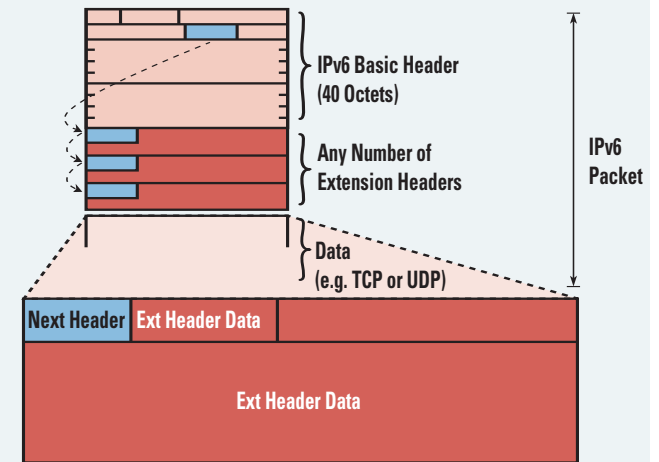 IPv6 Basic Header
(40 Octets)
Any Number of
Extension Headers
IPv6
Packet
Data
(e.g. TCP or UDP)
Next Header
Ext Header Data
Ext Header Data